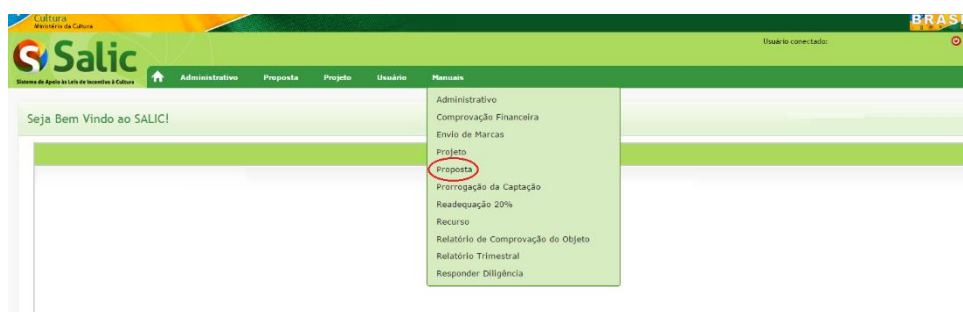 Cultura
Ministério da Cultura
BRASI
Salic
Sistema de Apoio às Leis de Incentivo à Cultura
Usuário conectado:
Administrativo Proposta Projeto Usuário Manuais
Seja Bem Vindo ao SALIC!
Administrativo
Comprovação Financeira
Envio de Marcas
Projeto
Proposta
Prorrogação da Captação
Readequação 20%
Recurso
Relatório de Comprovação do Objeto
Relatório Trimestral
Responder Diligência